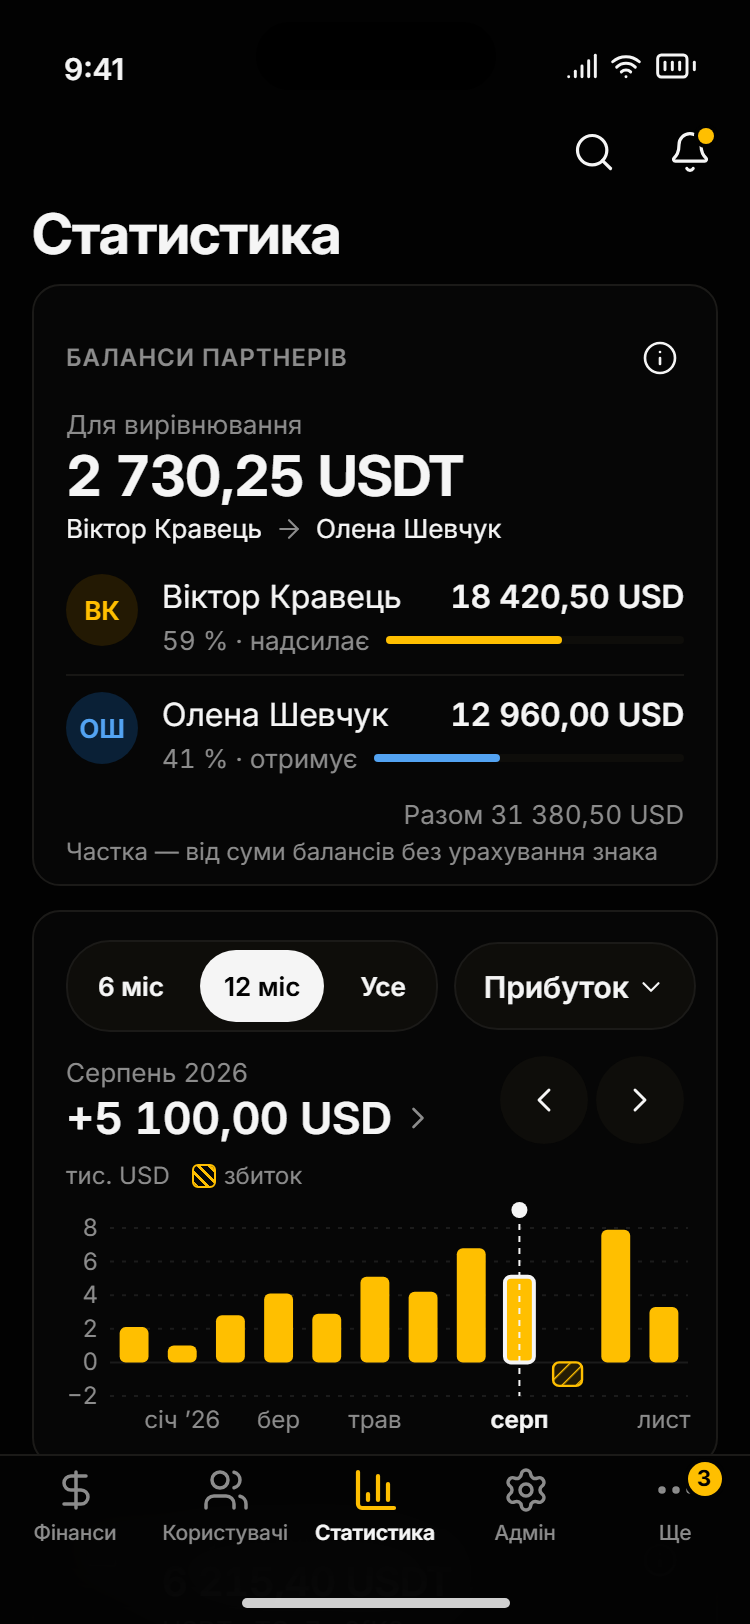 9:41
Статистика
БАЛАНСИ ПАРТНЕРІВ
Для вирівнювання
2 730,25 USDT
Віктор Кравець → Олена Шевчук
ВК Віктор Кравець 18 420,50 USD
59 % · надсилає
ОШ Олена Шевчук 12 960,00 USD
41 % · отримує
Разом 31 380,50 USD
Частка — від суми балансів без урахування знака
6 міс 12 міс Усе Прибуток
Серпень 2026
+5 100,00 USD
тис. USD збиток
8
6
4
2
0
−2
січ ’26 бер трав серп лист
3
Фінанси Користувачі Статистика Адмін Ще
6 215,40 USDT